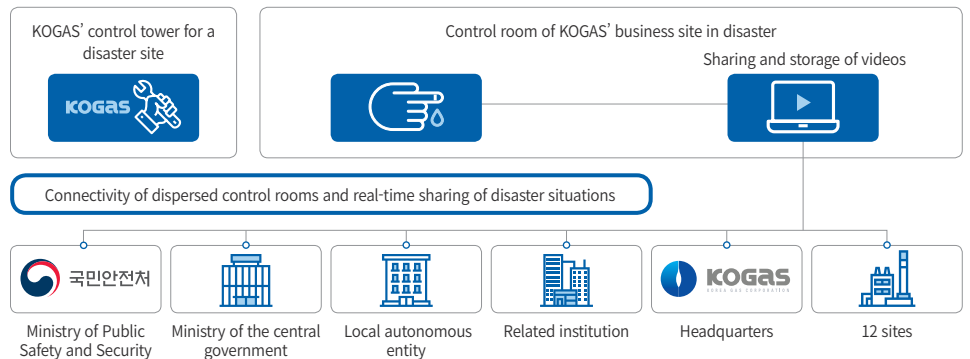 KOGAS' control tower for a
disaster site
KOGAS
Control room of KOGAS' business site in disaster
Sharing and storage of videos
Connectivity of dispersed control rooms and real-time sharing of disaster situations
국민안전처
KOGAS
KOREA GAS CORPORATION
Ministry of Public
Safety and Security
Ministry of the central
government
Local autonomous
entity
Related institution
Headquarters
12 sites